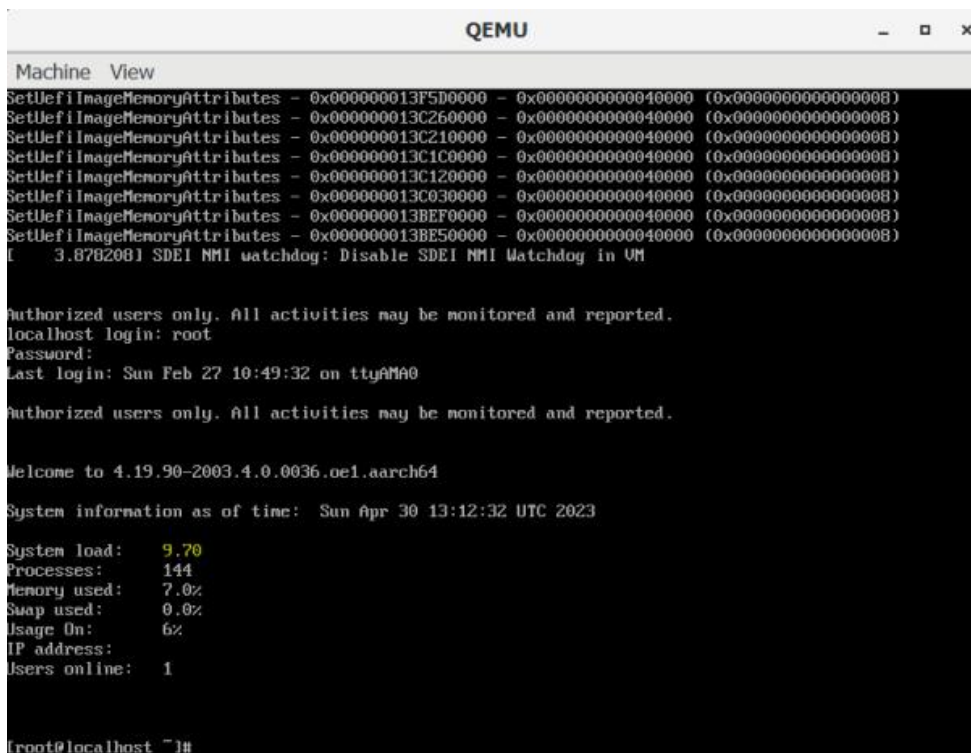 QEMU
Machine View
SetUefiImageMemoryAttributes - 0x000000013F5D0000 - 0x0000000000040000 (0x0000000000000008)
SetUefiImageMemoryAttributes - 0x000000013C260000 - 0x0000000000040000 (0x0000000000000008)
SetUefiImageMemoryAttributes - 0x000000013C210000 - 0x0000000000040000 (0x0000000000000008)
SetUefiImageMemoryAttributes - 0x000000013C1C0000 - 0x0000000000040000 (0x0000000000000008)
SetUefiImageMemoryAttributes - 0x000000013C120000 - 0x0000000000040000 (0x0000000000000008)
SetUefiImageMemoryAttributes - 0x000000013C030000 - 0x0000000000040000 (0x0000000000000008)
SetUefiImageMemoryAttributes - 0x000000013BEF0000 - 0x0000000000040000 (0x0000000000000008)
SetUefiImageMemoryAttributes - 0x000000013BE50000 - 0x0000000000040000 (0x0000000000000008)
[    3.878208] SDEI NMI watchdog: Disable SDEI NMI Watchdog in VM
Authorized users only. All activities may be monitored and reported.
localhost login: root
Password:
Last login: Sun Feb 27 10:49:32 on ttyAMA0
Authorized users only. All activities may be monitored and reported.
Welcome to 4.19.90-2003.4.0.0036.oe1.aarch64
System information as of time:  Sun Apr 30 13:12:32 UTC 2023
System load:    9.70
Processes:      144
Memory used:    7.0%
Swap used:      0.0%
Usage On:       6%
IP address:
Users online:   1
[root@localhost ~]#